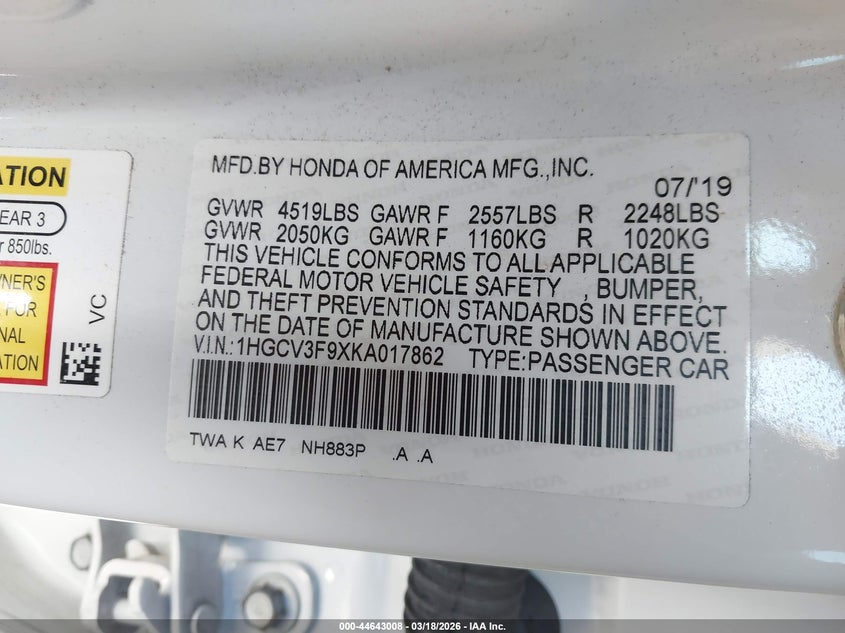 ATION
EAR 3
r 850lbs.
WNER'S
FOR
NAL
ATION
VC
MFD.BY HONDA OF AMERICA MFG.,INC.
07/'19
GVWR 4519LBS GAWR F 2557LBS R 2248LBS
GVWR 2050KG GAWR F 1160KG R 1020KG
THIS VEHICLE CONFORMS TO ALL APPLICABLE
FEDERAL MOTOR VEHICLE SAFETY , BUMPER,
AND THEFT PREVENTION STANDARDS IN EFFECT
ON THE DATE OF MANUFACTURE SHOWN ABOVE.
V.I.N.:1HGCV3F9XKA017862 TYPE:PASSENGER CAR
TWA K AE7 NH883P .A .A
000-44643008 - 03/18/2026 - IAA Inc.